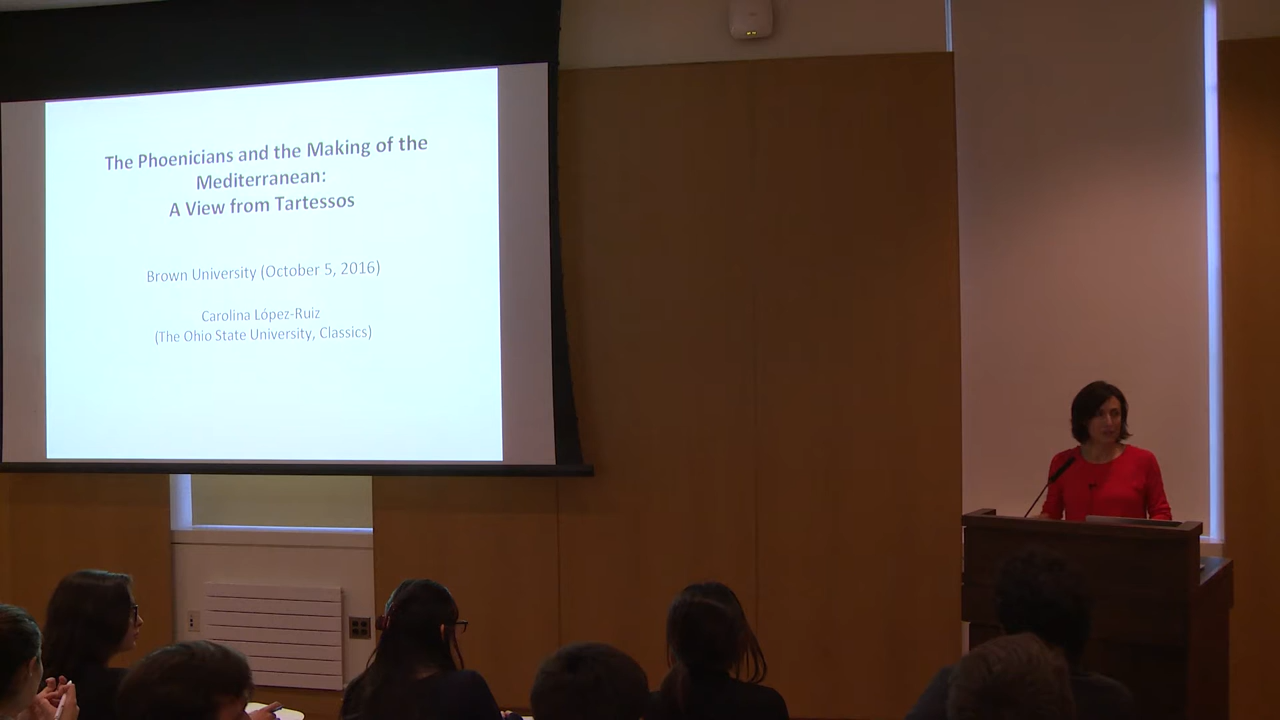 The Phoenicians and the Making of the
Mediterranean:
A View from Tartessos
Brown University (October 5, 2016)
Carolina López-Ruiz
(The Ohio State University, Classics)